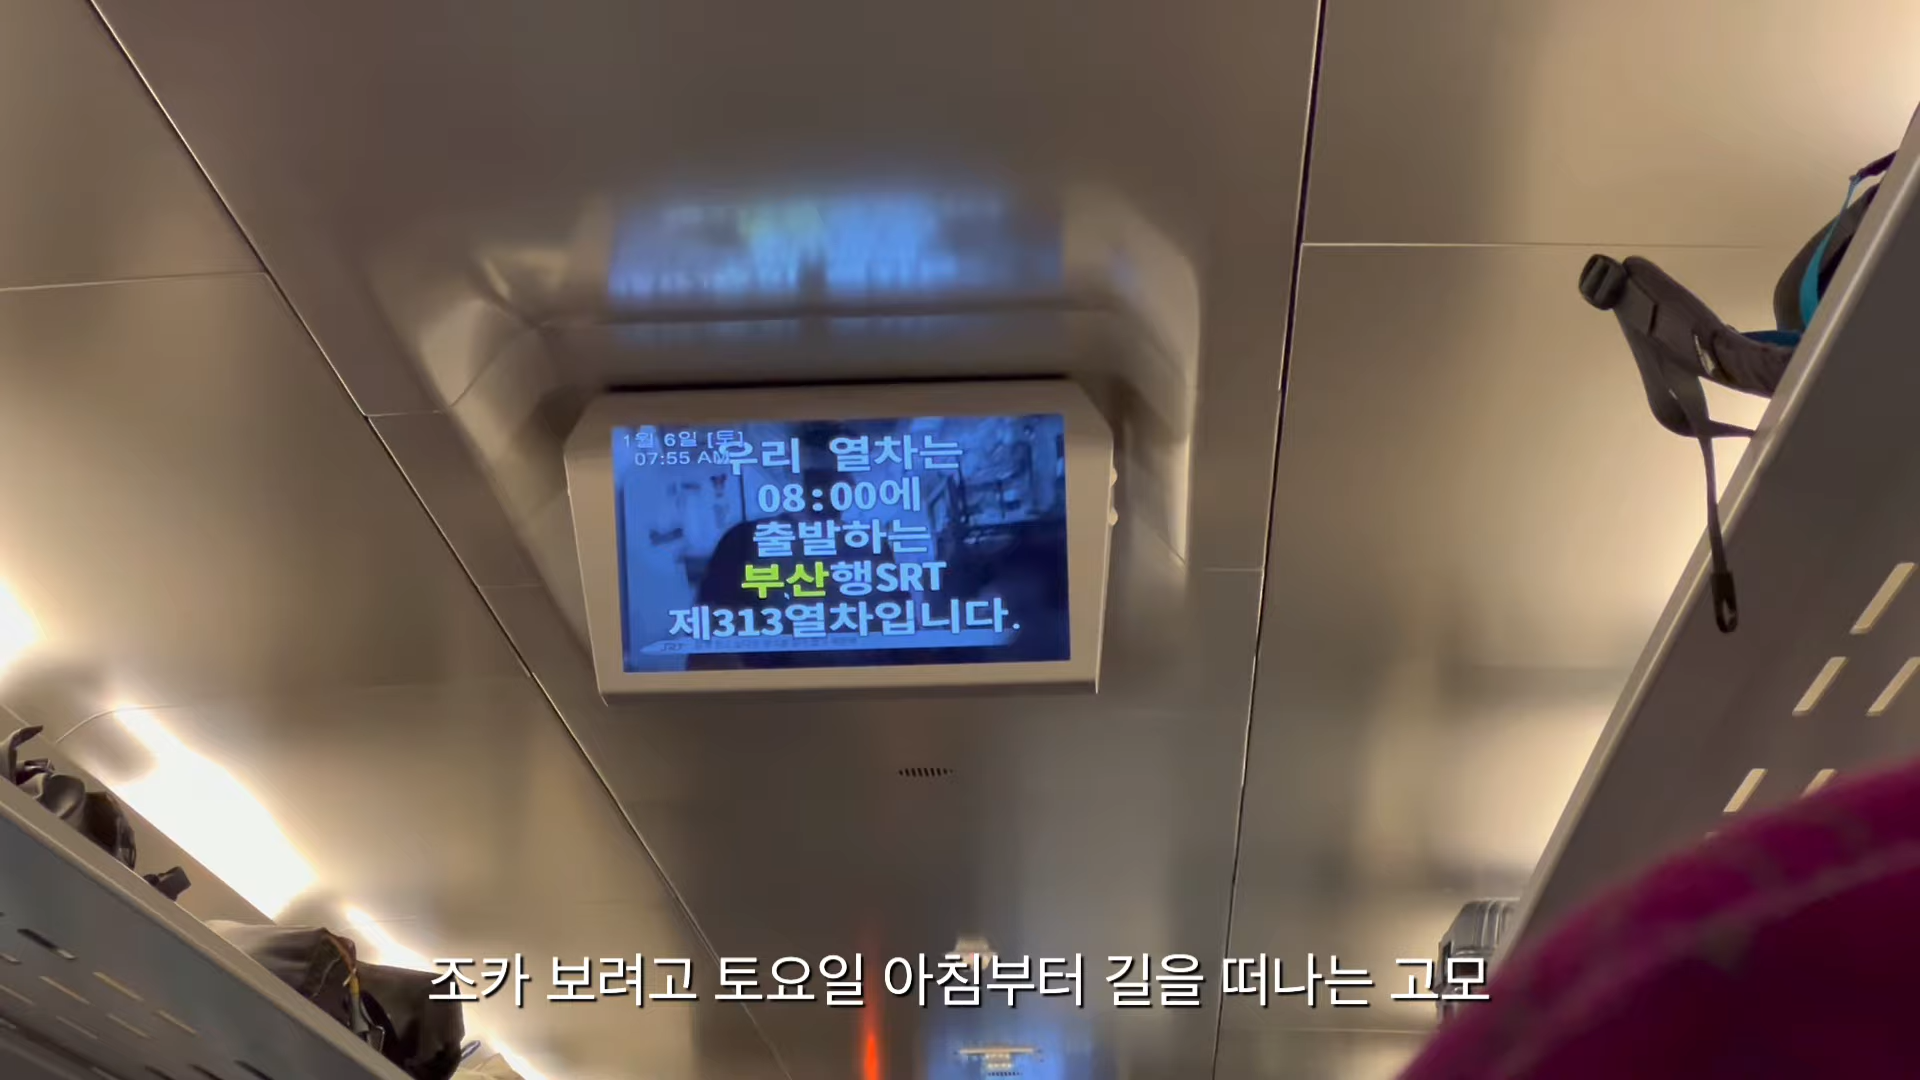 1월 6일 [토]
07:55 AM
우리 열차는
08:00에
출발하는
부산행SRT
제313열차입니다.
조카 보려고 토요일 아침부터 길을 떠나는 고모